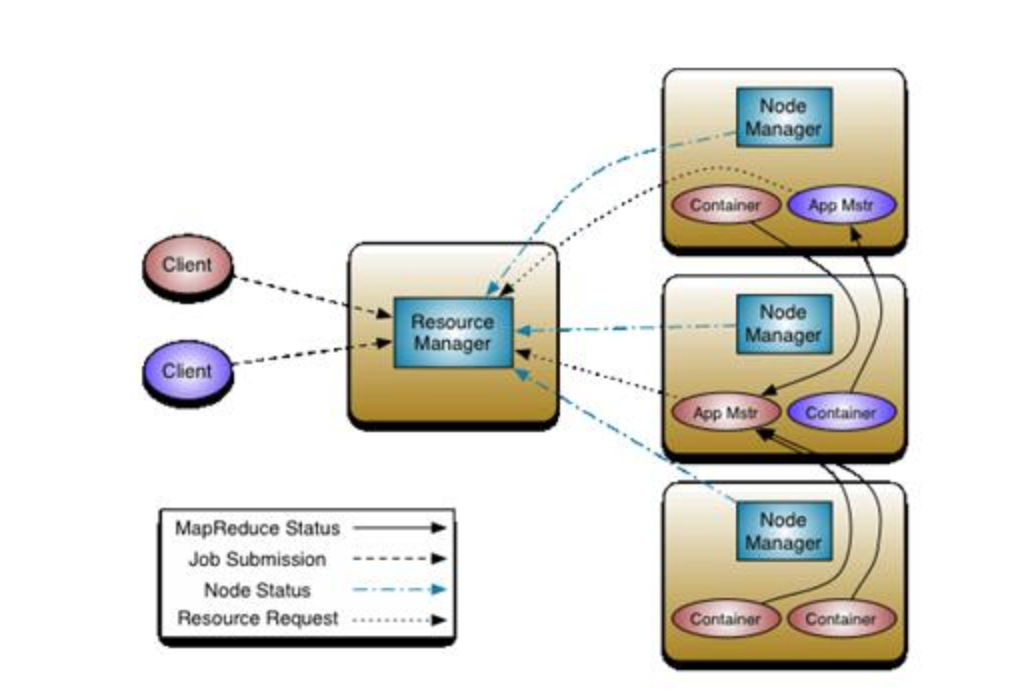 Node
Manager
Container
App Mstr
Client
Resource
Manager
Node
Manager
Client
App Mstr
Container
Node
Manager
MapReduce Status
Job Submission
Node Status
Resource Request
Container
Container